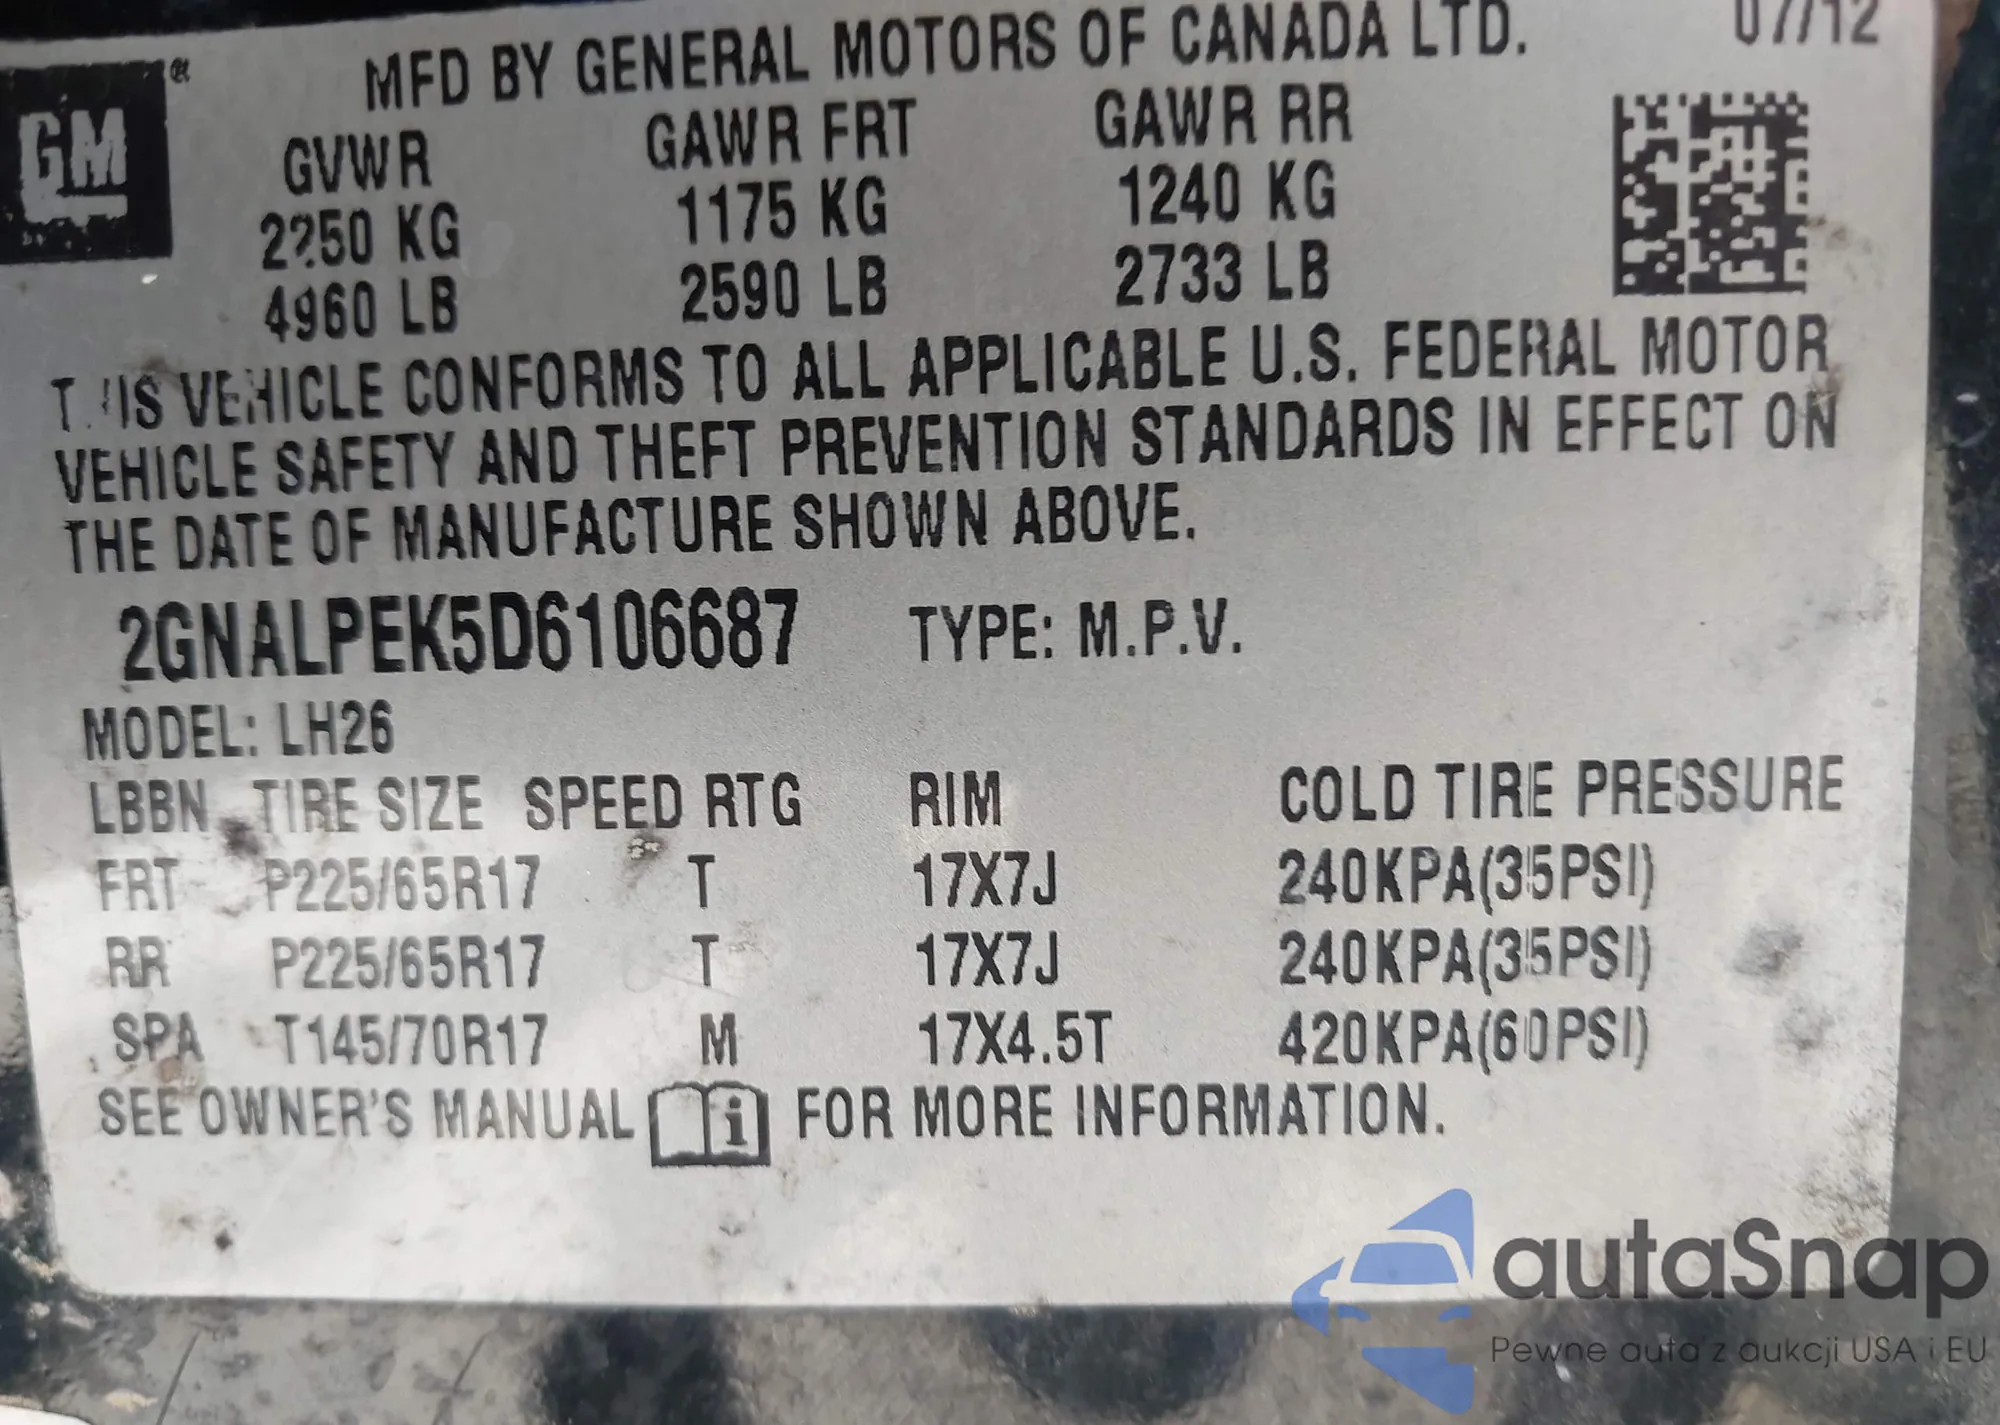 MFD BY GENERAL MOTORS OF CANADA LTD. 07/12
GM ®
GVWR GAWR FRT GAWR RR
2250 KG 1175 KG 1240 KG
4960 LB 2590 LB 2733 LB
THIS VEHICLE CONFORMS TO ALL APPLICABLE U.S. FEDERAL MOTOR
VEHICLE SAFETY AND THEFT PREVENTION STANDARDS IN EFFECT ON
THE DATE OF MANUFACTURE SHOWN ABOVE.
2GNALPEK5D6106687 TYPE: M.P.V.
MODEL: LH26
LBBN TIRE SIZE SPEED RTG RIM COLD TIRE PRESSURE
FRT P225/65R17 T 17X7J 240KPA(35PSI)
RR P225/65R17 T 17X7J 240KPA(35PSI)
SPA T145/70R17 M 17X4.5T 420KPA(60PSI)
SEE OWNER'S MANUAL i FOR MORE INFORMATION.
autaSnap
Pewne auta z aukcji USA i EU